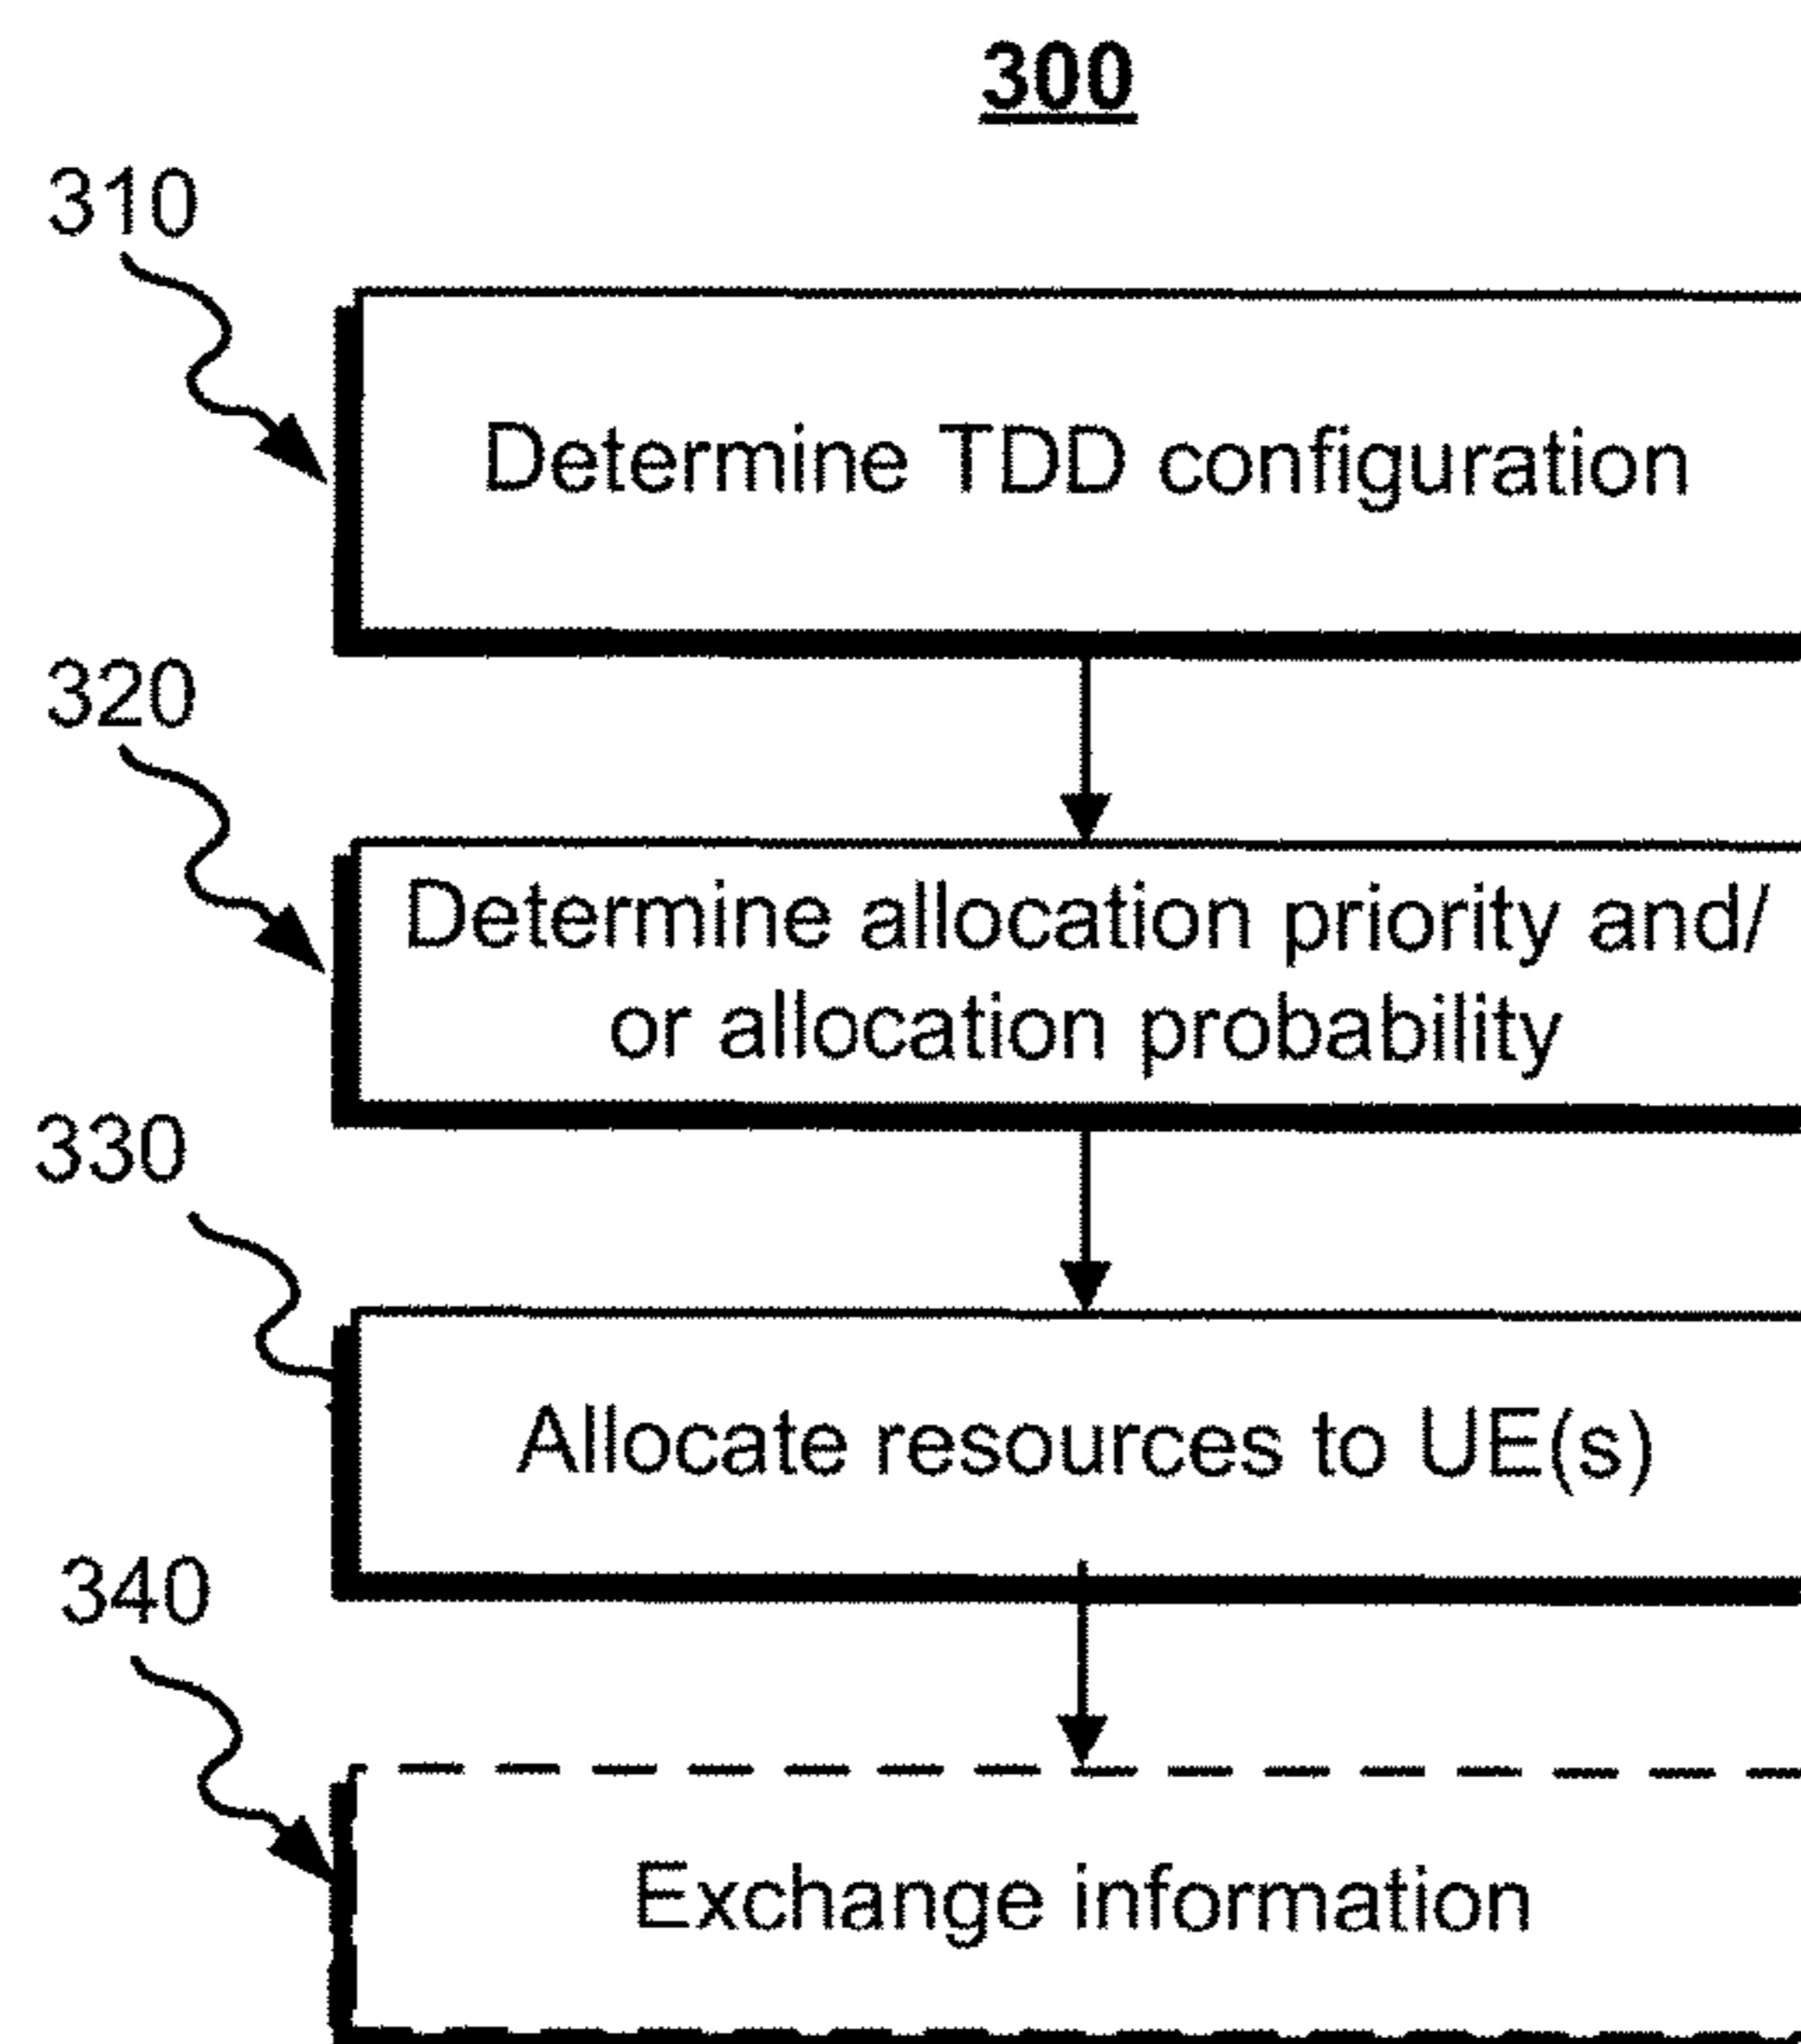 300
310
Determine TDD configuration
320
Determine allocation priority and/
or allocation probability
330
Allocate resources to UE(s)
340
Exchange information